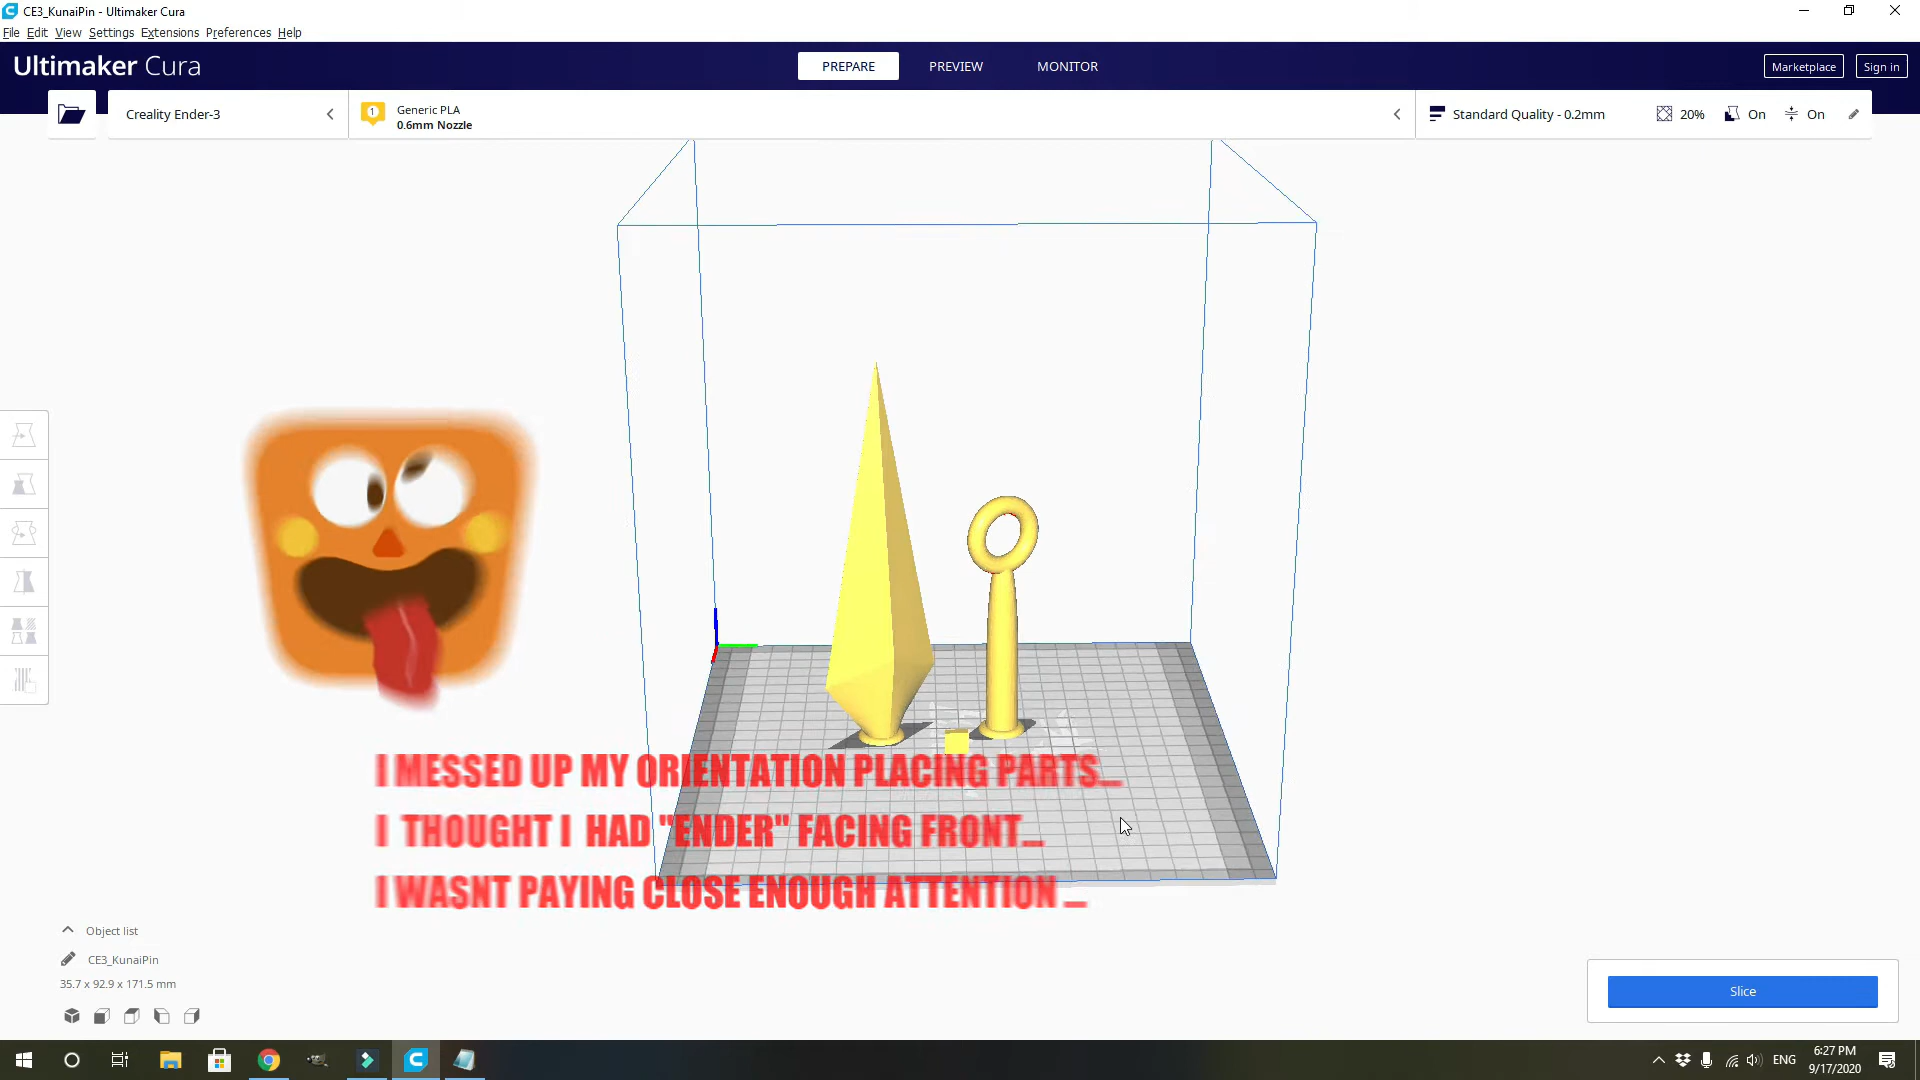 CE3_KunaiPin - Ultimaker Cura
File Edit View Settings Extensions Preferences Help
Ultimaker Cura
PREPARE
PREVIEW
MONITOR
Marketplace
Sign in
Creality Ender-3
1
Generic PLA
0.6mm Nozzle
Standard Quality - 0.2mm
20%
On
On
I MESSED UP MY ORIENTATION PLACING PARTS...
I THOUGHT I HAD "ENDER" FACING FRONT...
I WASNT PAYING CLOSE ENOUGH ATTENTION ...
Object list
CE3_KunaiPin
35.7 x 92.9 x 171.5 mm
Slice
ENG
6:27 PM
9/17/2020